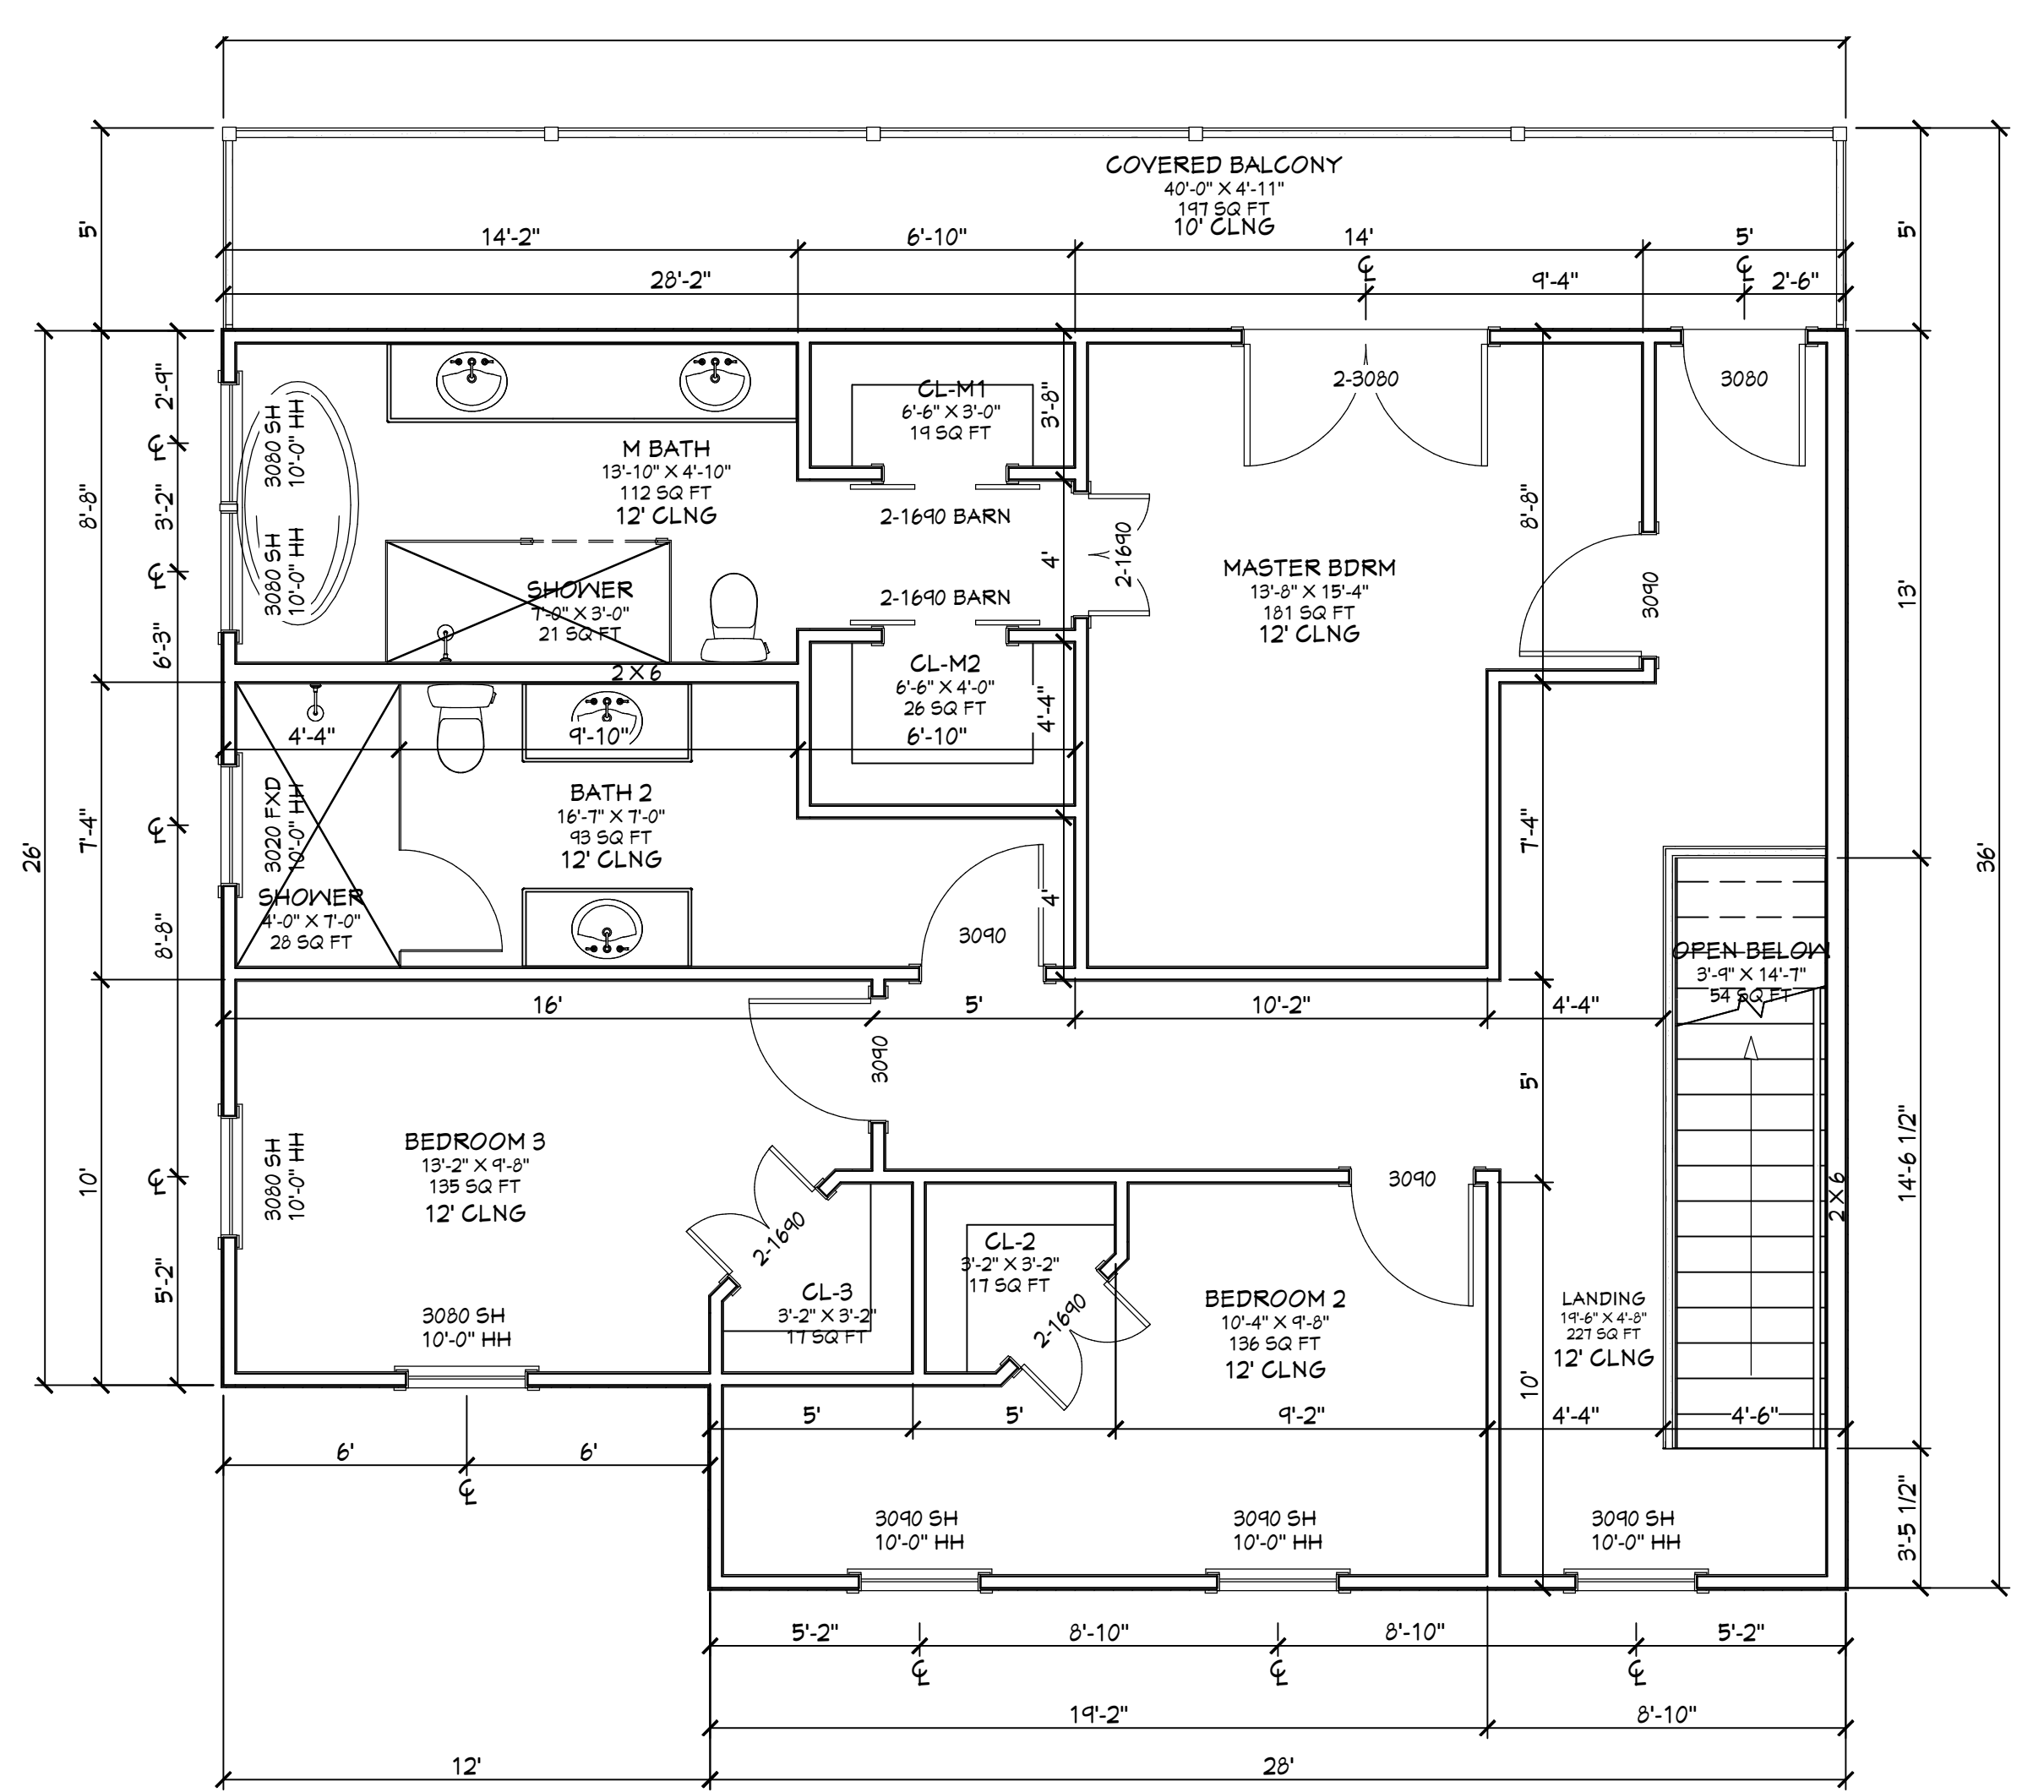 COVERED BALCONY
40'-0" X 4'-11"
197 SQ FT
10' CLNG
5'
5'
14'-2"
6'-10"
14'
5'
28'-2"
℄
9'-4"
℄
2'-6"
2'-9"
℄
3'-2"
℄
6'-3"
8'-8"
3080 SH
10'-0" HH
3080 SH
10'-0" HH
M BATH
13'-10" X 4'-10"
112 SQ FT
12' CLNG
SHOWER
7'-0" X 3'-0"
21 SQ FT
2 X 6
CL-M1
6'-6" X 3'-0"
19 SQ FT
3'-8"
2-1690 BARN
4'
2-1690
2-1690 BARN
CL-M2
6'-6" X 4'-0"
26 SQ FT
4'-4"
6'-10"
2-3080
3080
8'-8"
MASTER BDRM
13'-8" X 15'-4"
181 SQ FT
12' CLNG
3090
13'
4'-4"
9'-10"
26'
7'-4"
℄
3020 FXD
10'-0" HH
BATH 2
16'-7" X 7'-0"
93 SQ FT
12' CLNG
SHOWER
4'-0" X 7'-0"
28 SQ FT
8'-8"
3090
4'
7'-4"
36'
OPEN BELOW
3'-9" X 14'-7"
54 SQ FT
16'
5'
10'-2"
4'-4"
3090
5'
10'
℄
3080 SH
10'-0" HH
5'-2"
BEDROOM 3
13'-2" X 9'-8"
135 SQ FT
12' CLNG
2-1690
3090
14'-6 1/2"
2 X 6
CL-2
3'-2" X 3'-2"
17 SQ FT
CL-3
3'-2" X 3'-2"
17 SQ FT
2-1690
BEDROOM 2
10'-4" X 9'-8"
136 SQ FT
12' CLNG
LANDING
19'-6" X 4'-8"
227 SQ FT
12' CLNG
3080 SH
10'-0" HH
10'
5'
5'
9'-2"
4'-4"
4'-6"
6'
6'
℄
3090 SH
10'-0" HH
3090 SH
10'-0" HH
3090 SH
10'-0" HH
3'-5 1/2"
5'-2"
℄
8'-10"
℄
8'-10"
℄
5'-2"
19'-2"
8'-10"
12'
28'